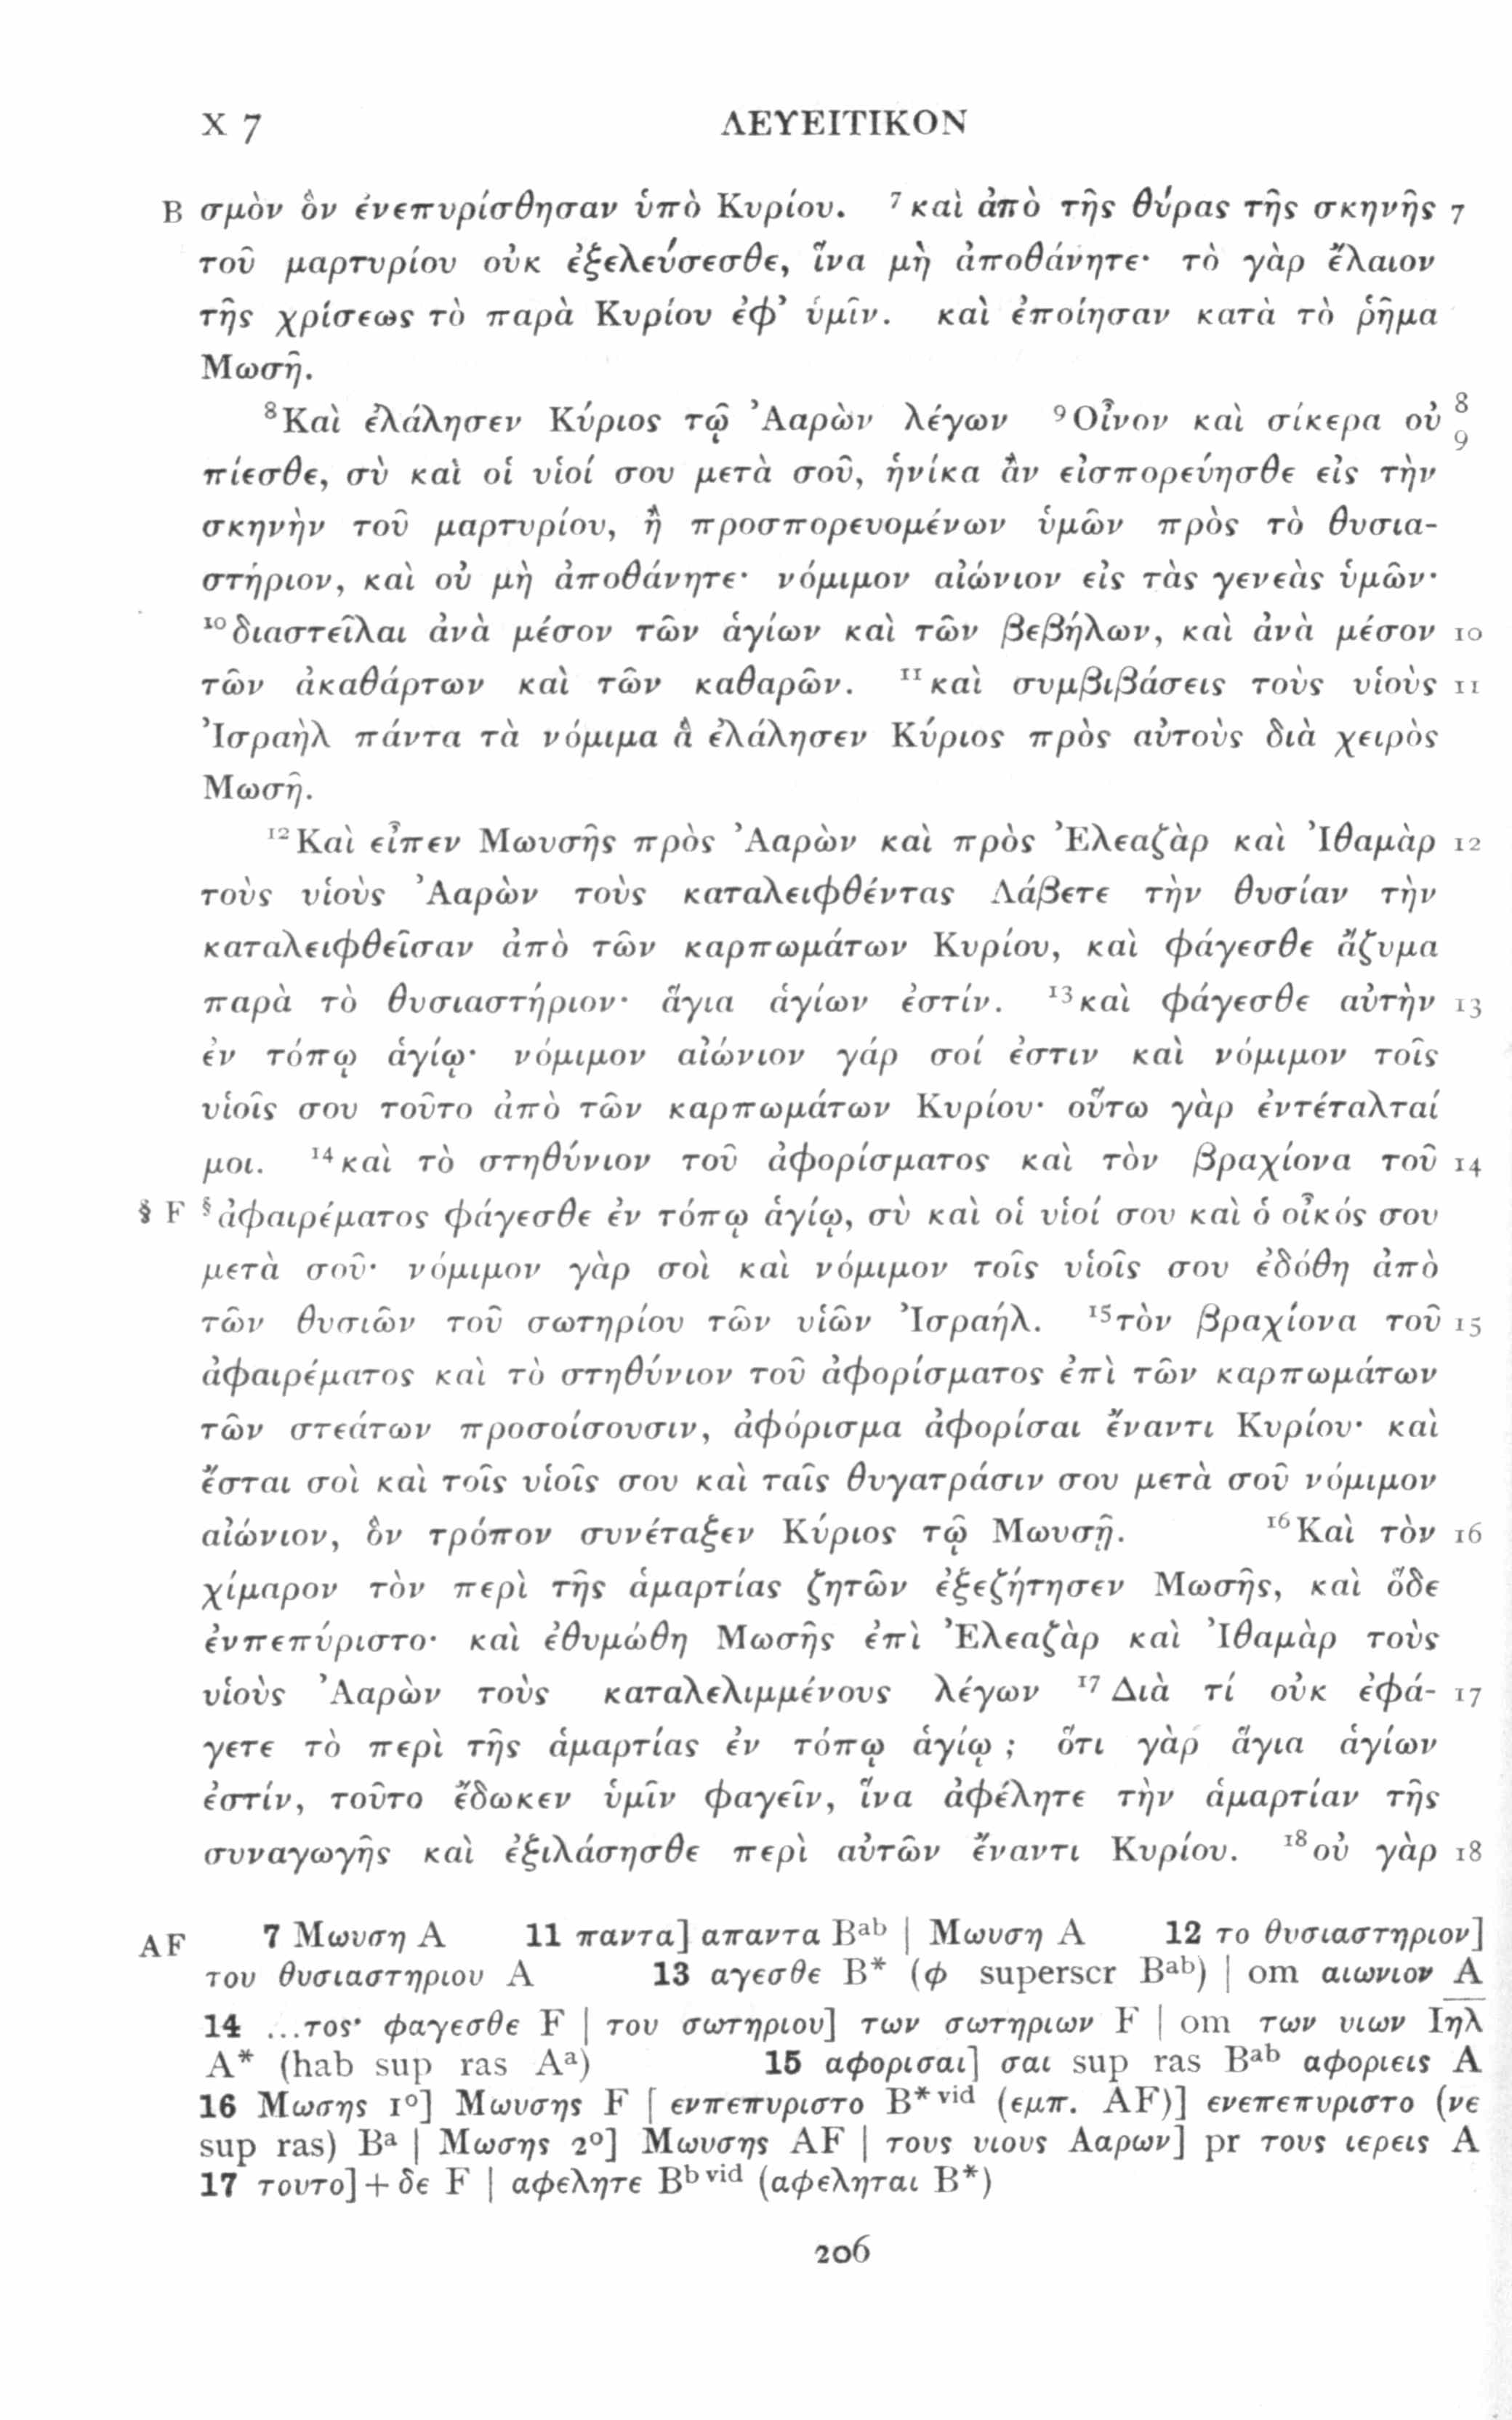 X 7 ΛΕΥΕΙΤΙΚΟΝ
B σμὸν ὃν ἐνεπυρίσθησαν ὑπὸ Κυρίου. ⁷καὶ ἀπὸ τῆς θύρας τῆς σκηνῆς 7
τοῦ μαρτυρίου οὐκ ἐξελεύσεσθε, ἵνα μὴ ἀποθάνητε· τὸ γὰρ ἔλαιον
τῆς χρίσεως τὸ παρὰ Κυρίου ἐφ’ ὑμῖν. καὶ ἐποίησαν κατὰ τὸ ῥῆμα
Μωσῆ.
⁸Καὶ ἐλάλησεν Κύριος τῷ Ἀαρὼν λέγων ⁹Οἶνον καὶ σίκερα οὐ 8 9
πίεσθε, σὺ καὶ οἱ υἱοί σου μετὰ σοῦ, ἡνίκα ἂν εἰσπορεύησθε εἰς τὴν
σκηνὴν τοῦ μαρτυρίου, ἢ προσπορευομένων ὑμῶν πρὸς τὸ θυσια-
στήριον, καὶ οὐ μὴ ἀποθάνητε· νόμιμον αἰώνιον εἰς τὰς γενεὰς ὑμῶν·
¹⁰διαστεῖλαι ἀνὰ μέσον τῶν ἁγίων καὶ τῶν βεβήλων, καὶ ἀνὰ μέσον 10
τῶν ἀκαθάρτων καὶ τῶν καθαρῶν. ¹¹καὶ συμβιβάσεις τοὺς υἱοὺς 11
Ἰσραὴλ πάντα τὰ νόμιμα ἃ ἐλάλησεν Κύριος πρὸς αὐτοὺς διὰ χειρὸς
Μωσῆ.
¹²Καὶ εἶπεν Μωυσῆς πρὸς Ἀαρὼν καὶ πρὸς Ἐλεαζὰρ καὶ Ἰθαμὰρ 12
τοὺς υἱοὺς Ἀαρὼν τοὺς καταλειφθέντας Λάβετε τὴν θυσίαν τὴν
καταλειφθεῖσαν ἀπὸ τῶν καρπωμάτων Κυρίου, καὶ φάγεσθε ἄζυμα
παρὰ τὸ θυσιαστήριον· ἅγια ἁγίων ἐστίν. ¹³καὶ φάγεσθε αὐτὴν 13
ἐν τόπῳ ἁγίῳ· νόμιμον αἰώνιον γάρ σοί ἐστιν καὶ νόμιμον τοῖς
υἱοῖς σου τοῦτο ἀπὸ τῶν καρπωμάτων Κυρίου· οὕτω γὰρ ἐντέταλταί
μοι. ¹⁴καὶ τὸ στηθύνιον τοῦ ἀφορίσματος καὶ τὸν βραχίονα τοῦ 14
§ F §ἀφαιρέματος φάγεσθε ἐν τόπῳ ἁγίῳ, σὺ καὶ οἱ υἱοί σου καὶ ὁ οἶκός σου
μετὰ σοῦ· νόμιμον γὰρ σοὶ καὶ νόμιμον τοῖς υἱοῖς σου ἐδόθη ἀπὸ
τῶν θυσιῶν τοῦ σωτηρίου τῶν υἱῶν Ἰσραήλ. ¹⁵τὸν βραχίονα τοῦ 15
ἀφαιρέματος καὶ τὸ στηθύνιον τοῦ ἀφορίσματος ἐπὶ τῶν καρπωμάτων
τῶν στεάτων προσοίσουσιν, ἀφόρισμα ἀφορίσαι ἔναντι Κυρίου· καὶ
ἔσται σοὶ καὶ τοῖς υἱοῖς σου καὶ ταῖς θυγατράσιν σου μετὰ σοῦ νόμιμον
αἰώνιον, ὃν τρόπον συνέταξεν Κύριος τῷ Μωυσῇ. ¹⁶Καὶ τὸν 16
χίμαρον τὸν περὶ τῆς ἁμαρτίας ζητῶν ἐξεζήτησεν Μωσῆς, καὶ ὅδε
ἐνπεπύριστο· καὶ ἐθυμώθη Μωσῆς ἐπὶ Ἐλεαζὰρ καὶ Ἰθαμὰρ τοὺς
υἱοὺς Ἀαρὼν τοὺς καταλελιμμένους λέγων ¹⁷Διὰ τί οὐκ ἐφά- 17
γετε τὸ περὶ τῆς ἁμαρτίας ἐν τόπῳ ἁγίῳ ; ὅτι γὰρ ἅγια ἁγίων
ἐστίν, τοῦτο ἔδωκεν ὑμῖν φαγεῖν, ἵνα ἀφέλητε τὴν ἁμαρτίαν τῆς
συναγωγῆς καὶ ἐξιλάσησθε περὶ αὐτῶν ἔναντι Κυρίου. ¹⁸οὐ γὰρ 18
AF 7 Μωυση A 11 παντα] απαντα Bᵃᵇ | Μωυση A 12 το θυσιαστηριον]
του θυσιαστηριου A 13 αγεσθε B* (φ superscr Bᵃᵇ) | om αιωνιον A
14 ...τος· φαγεσθε F | του σωτηριου] των σωτηριων F | om των υιων Ιη̅λ̅
A* (hab sup ras Aᵃ) 15 αφορισαι] σαι sup ras Bᵃᵇ αφοριεις A
16 Μωσης 1°] Μωυσης F | ενπεπυριστο B*ᵛⁱᵈ (εμπ. AF)] ενεπεπυριστο (νε
sup ras) Bᵃ | Μωσης 2°] Μωυσης AF | τους υιους Ααρων] pr τους ιερεις A
17 τουτο]+δε F | αφελητε Bᵇᵛⁱᵈ (αφεληται B*)
206